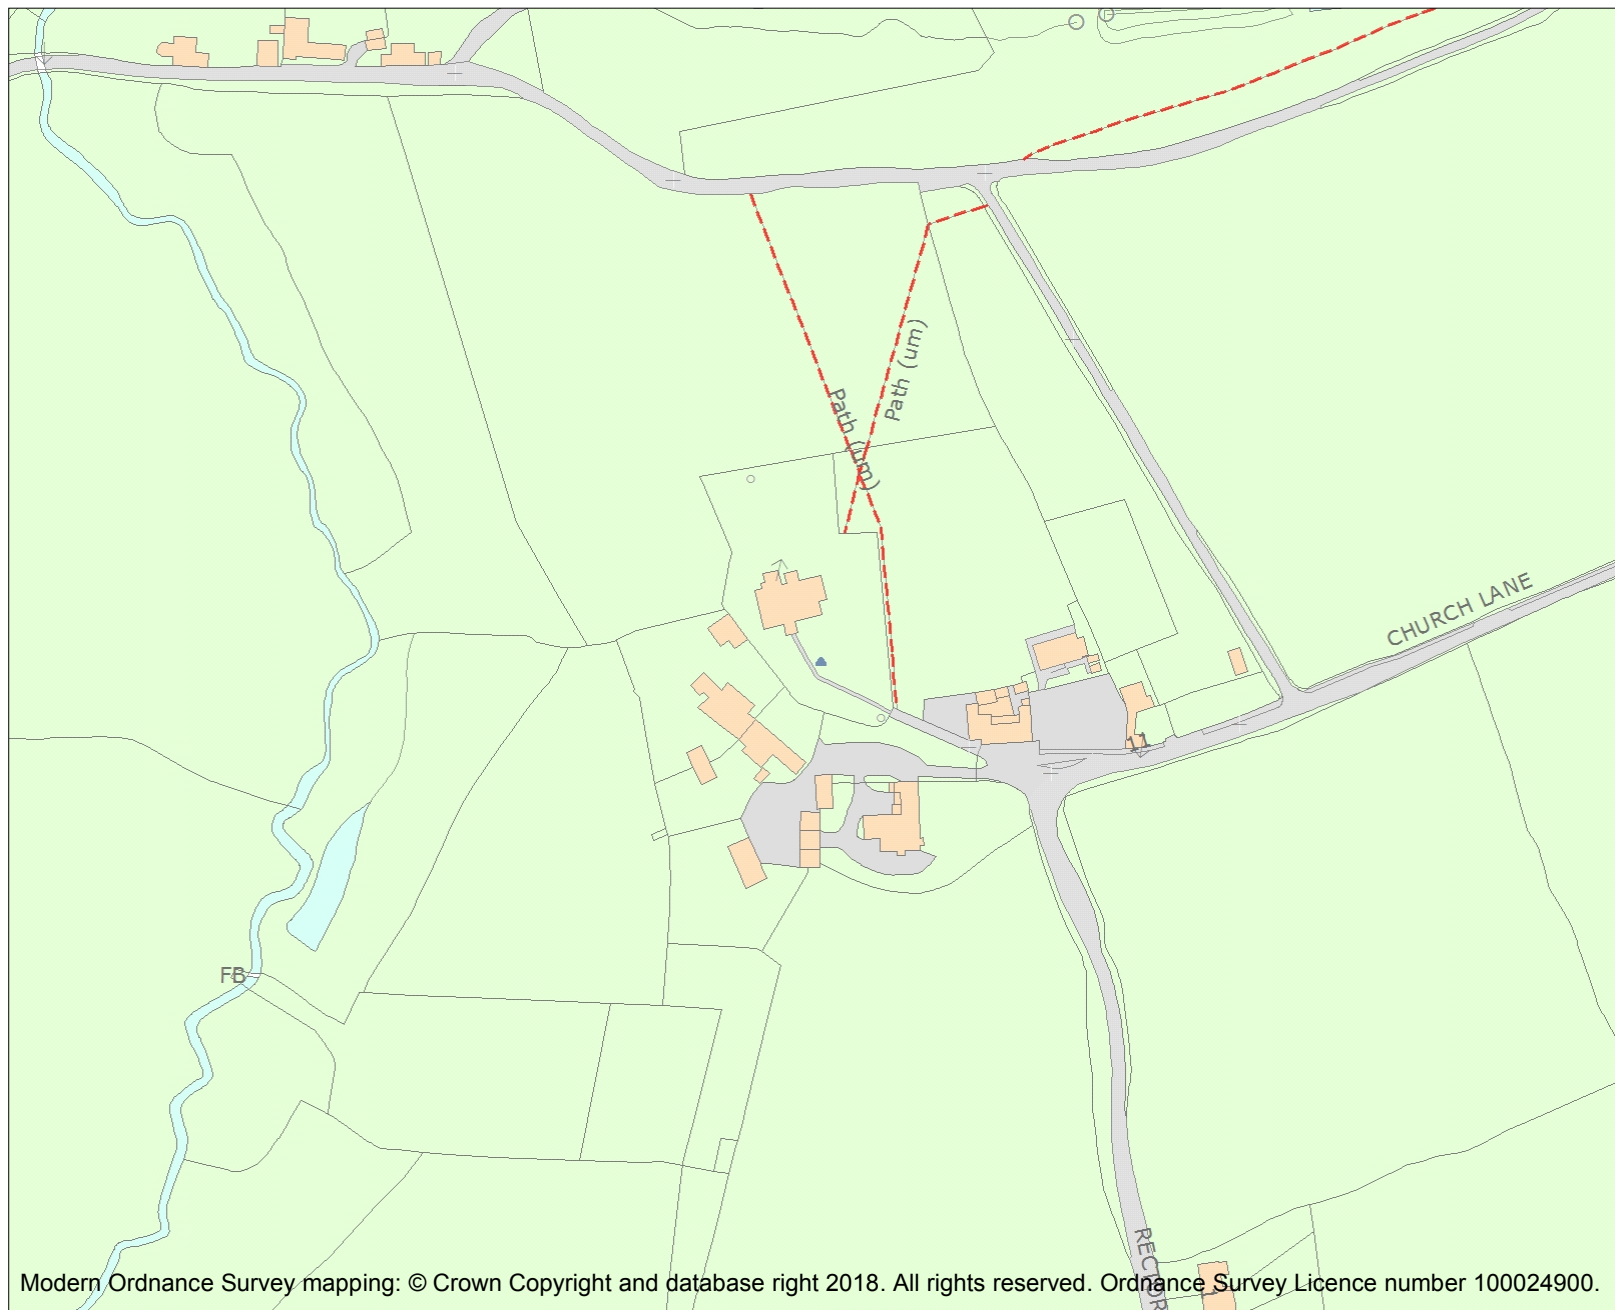 Path (um)
Path (um)
CHURCH LANE
11
FB
RECTOR
Modern Ordnance Survey mapping: © Crown Copyright and database right 2018. All rights reserved. Ordnance Survey Licence number 100024900.